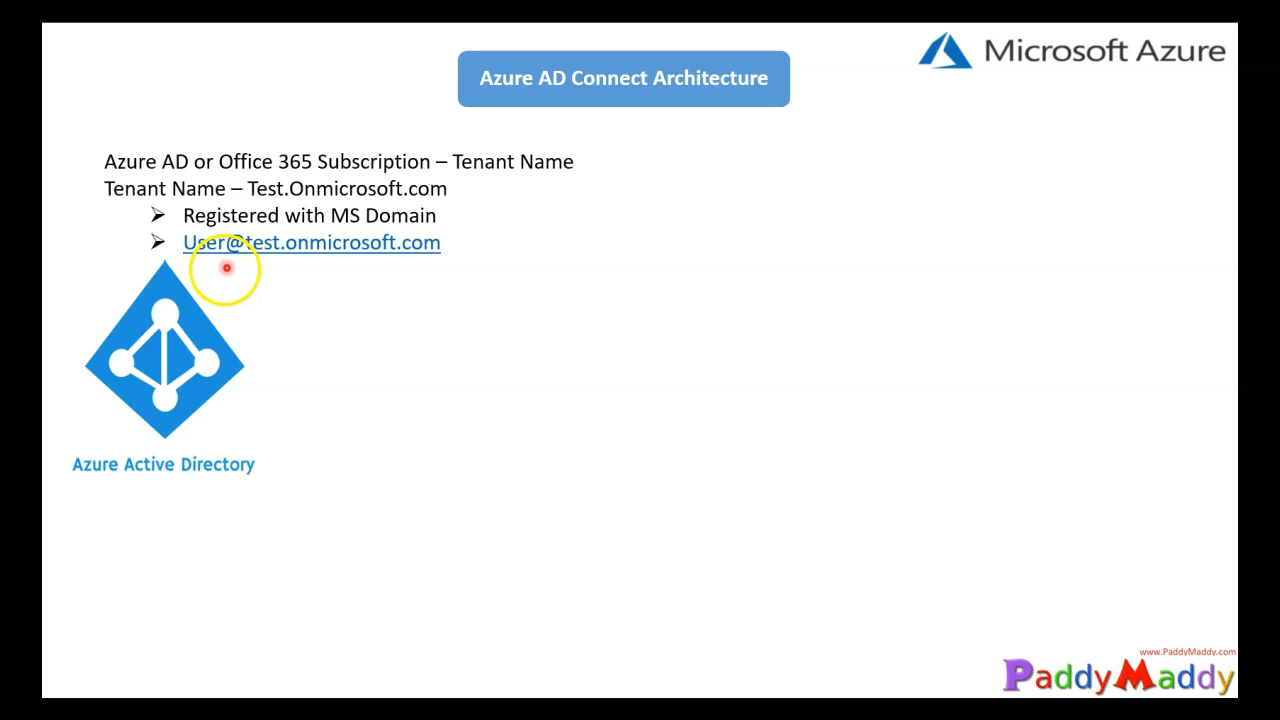 Microsoft Azure
Azure AD Connect Architecture
Azure AD or Office 365 Subscription – Tenant Name
Tenant Name – Test.Onmicrosoft.com
➢ Registered with MS Domain
➢ User@test.onmicrosoft.com
Azure Active Directory
www.PaddyMaddy.com
PaddyMaddy